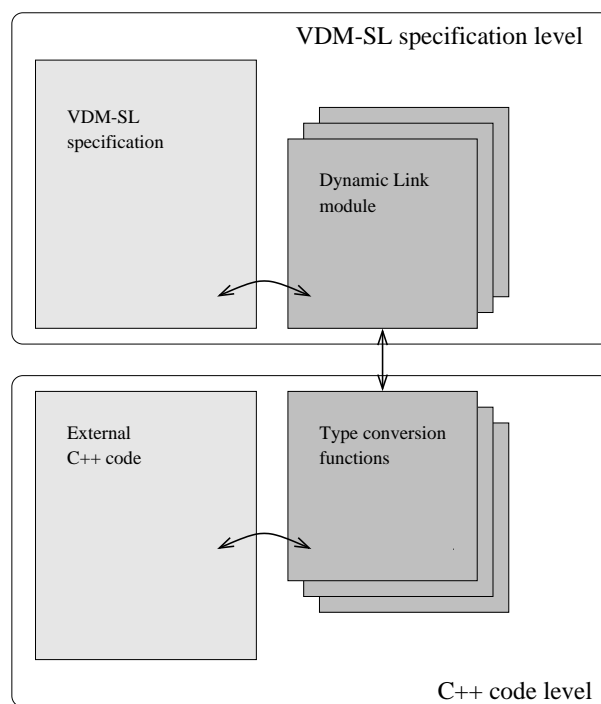 VDM-SL specification level
VDM-SL
specification
Dynamic Link
module
External
C++ code
Type conversion
functions
C++ code level